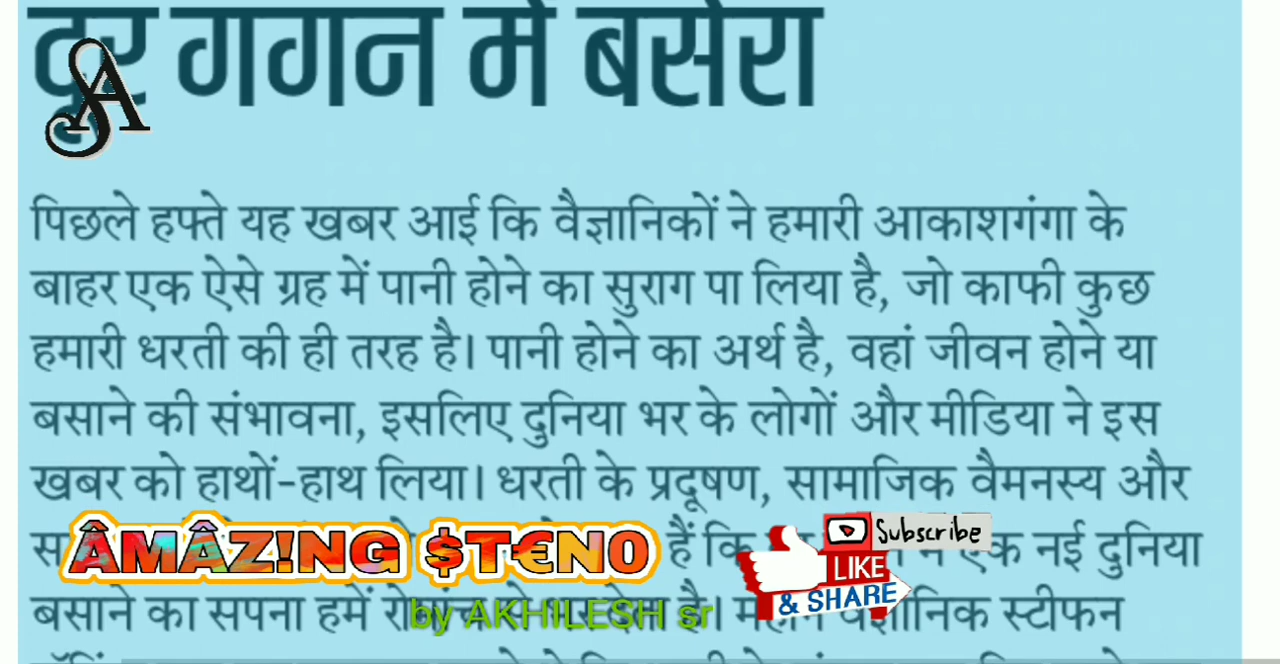 दूर गगन में बसेरा
पिछले हफ्ते यह खबर आई कि वैज्ञानिकों ने हमारी आकाशगंगा के
बाहर एक ऐसे ग्रह में पानी होने का सुराग पा लिया है, जो काफी कुछ
हमारी धरती की ही तरह है। पानी होने का अर्थ है, वहां जीवन होने या
बसाने की संभावना, इसलिए दुनिया भर के लोगों और मीडिया ने इस
खबर को हाथों-हाथ लिया। धरती के प्रदूषण, सामाजिक वैमनस्य और
हैं कि एक नई दुनिया
ÂMÂZ!NG $T€NO
Subscribe
LIKE
& SHARE
बसाने का सपना हमें है। वैज्ञानिक स्टीफन
by AKHILESH sr